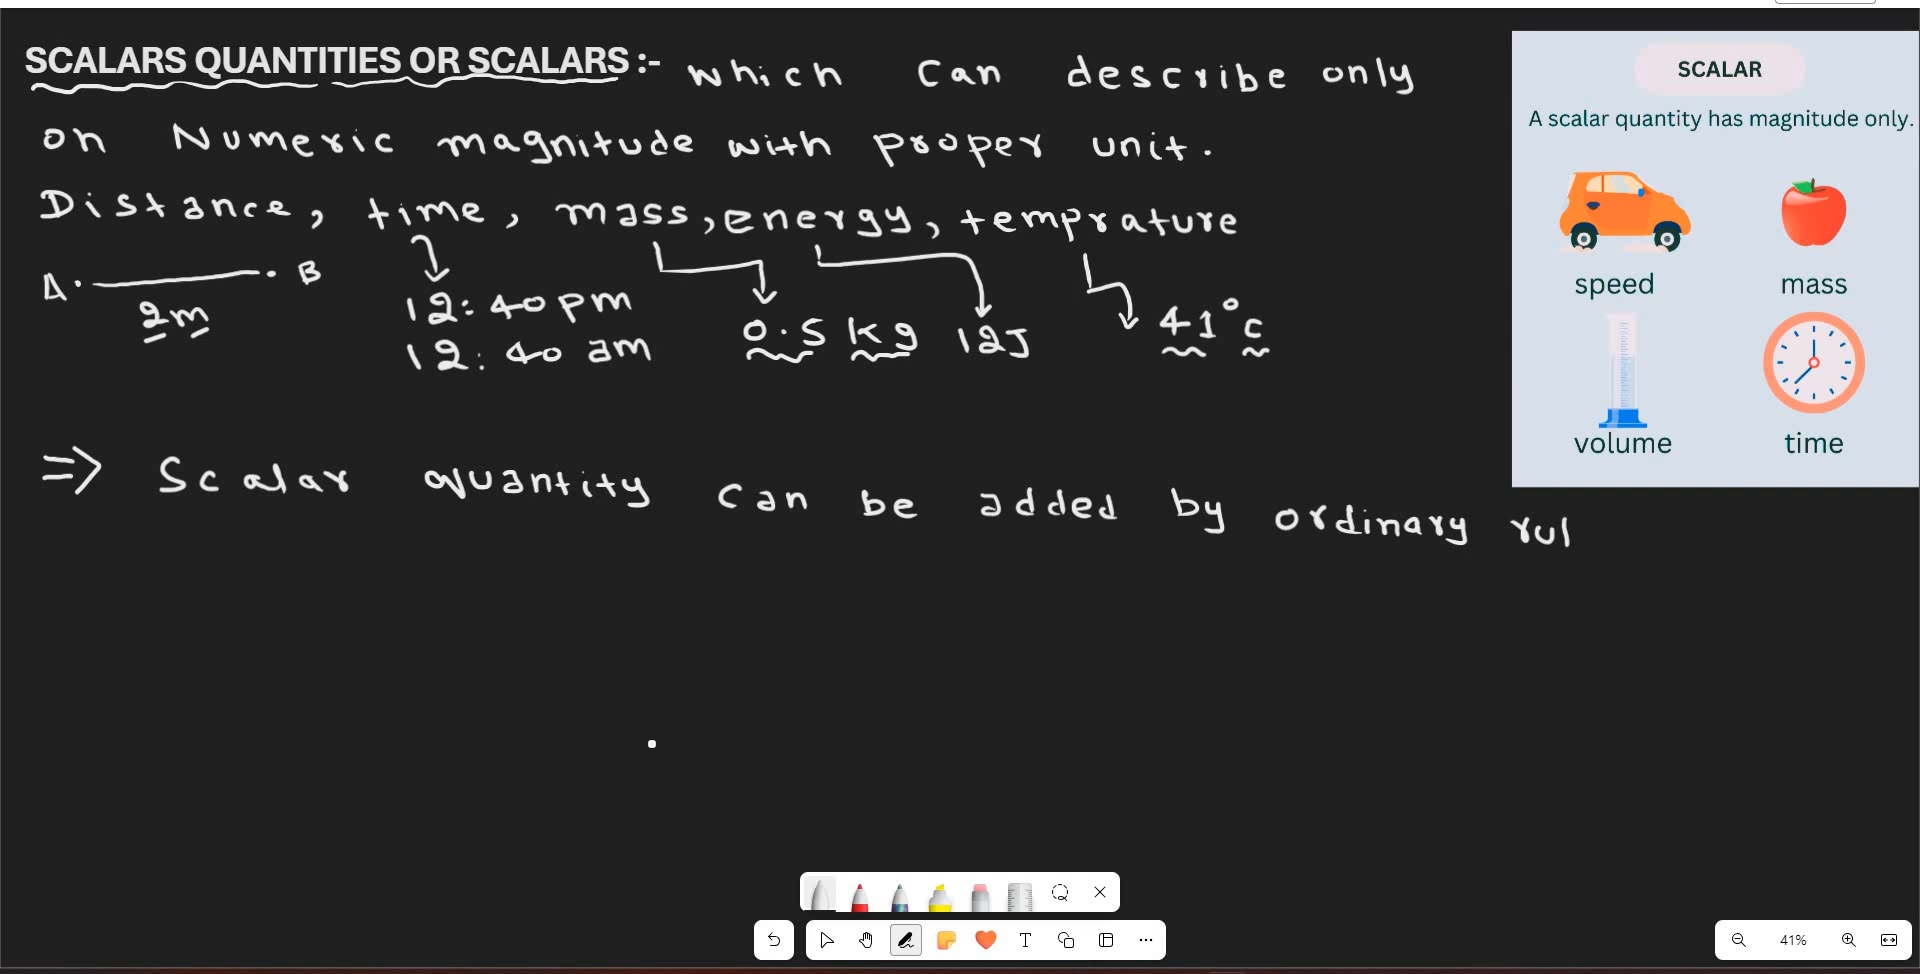 SCALARS QUANTITIES OR SCALARS :- which can describe only
on Numeric magnitude with proper unit.
Distance, time, mass, energy, temprature
A B
2m
12:40 pm
12:40 am
0.5 kg 12J 41°c
⇒ Scalar quantity can be added by ordinary rul
SCALAR
A scalar quantity has magnitude only.
speed mass
volume time
T
41%